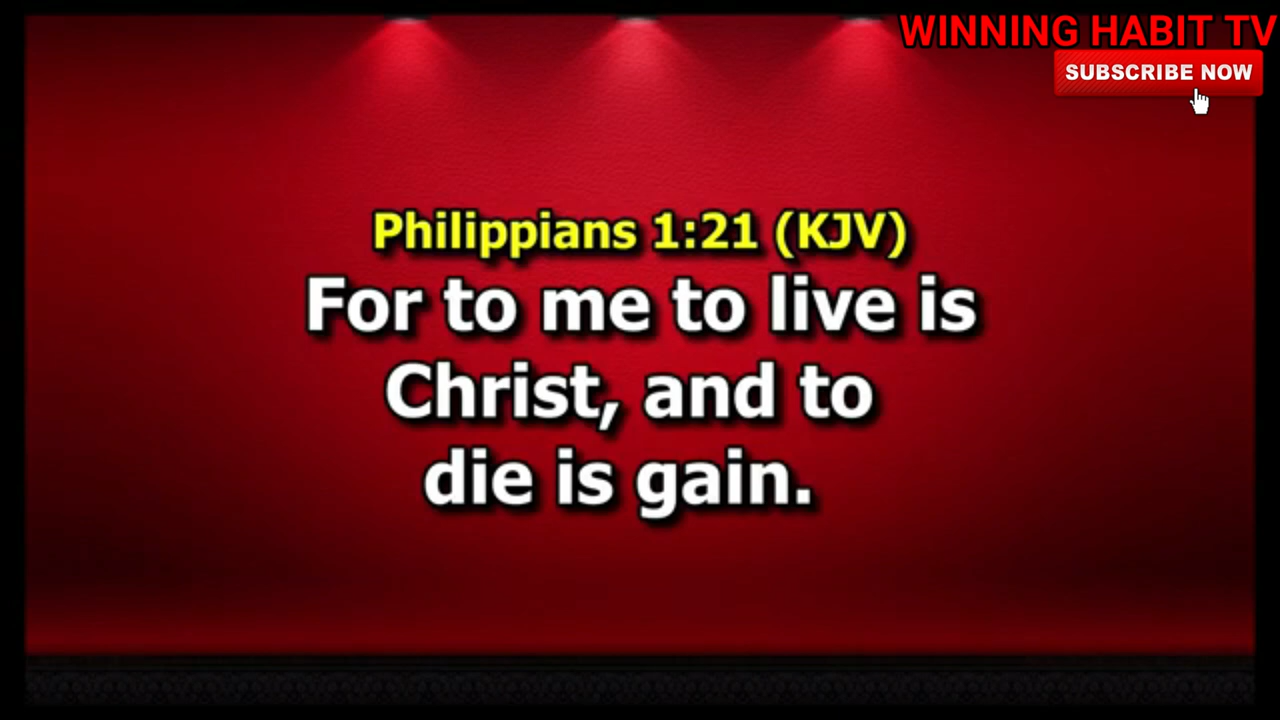 WINNING HABIT TV
SUBSCRIBE NOW
Philippians 1:21 (KJV)
For to me to live is
Christ, and to
die is gain.